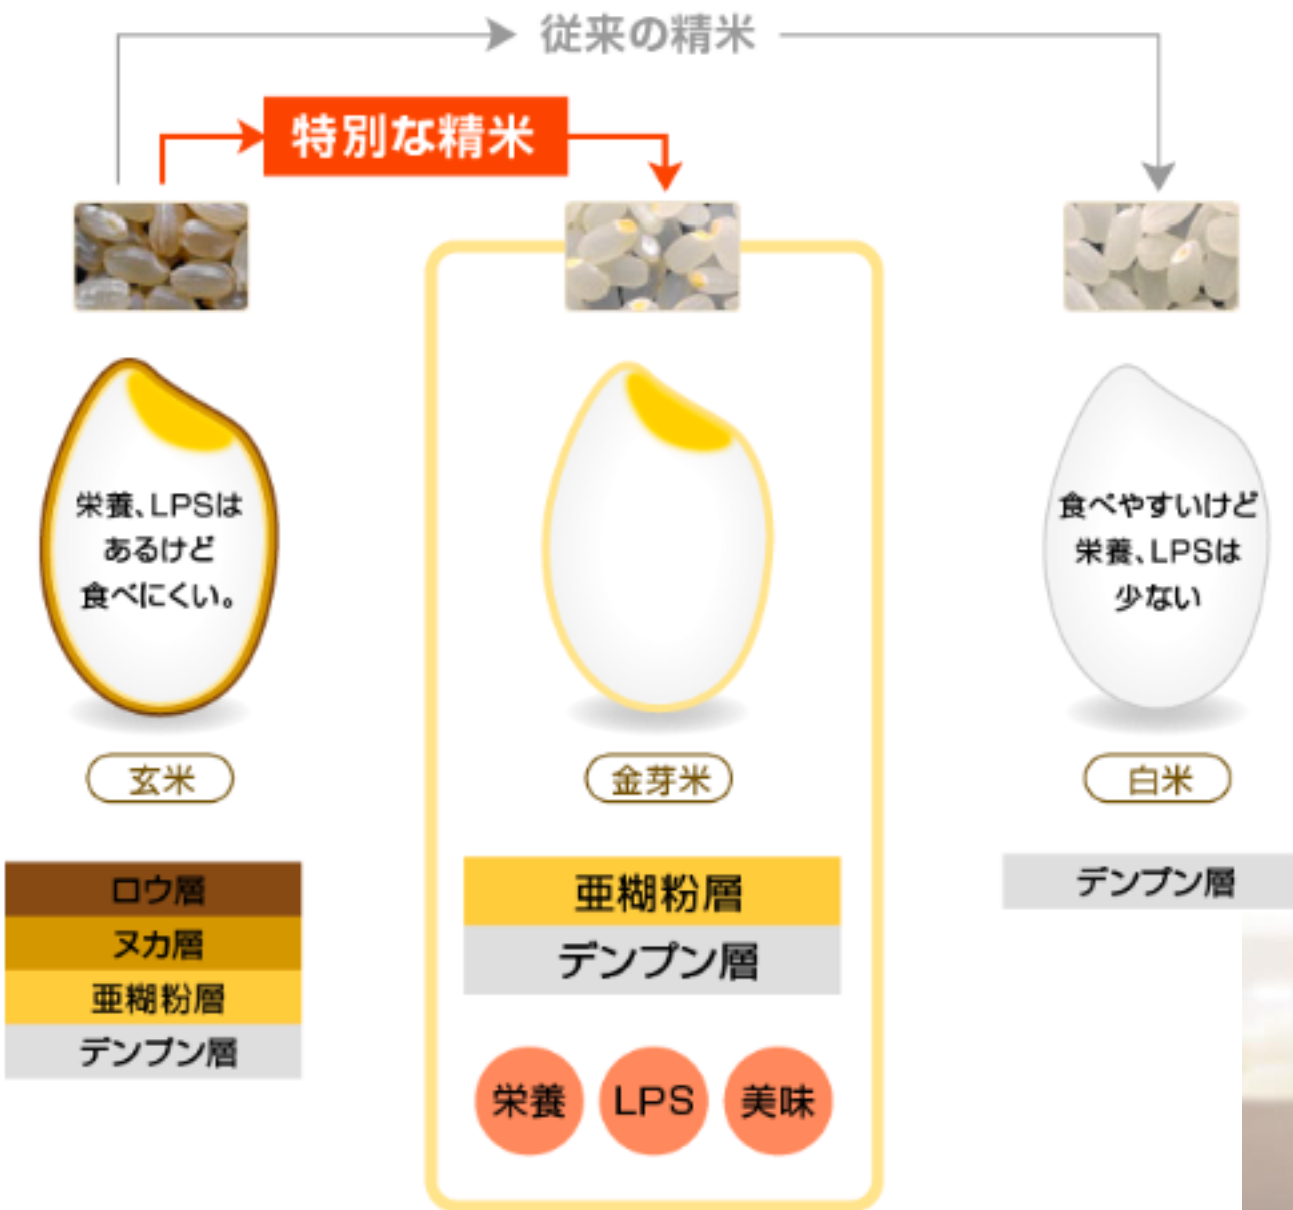 従来の精米
特別な精米
栄養、LPSは
あるけど
食べにくい。
食べやすいけど
栄養、LPSは
少ない
玄米
金芽米
白米
ロウ層
ヌカ層
亜糊粉層
デンプン層
亜糊粉層
デンプン層
栄養
LPS
美味
デンプン層